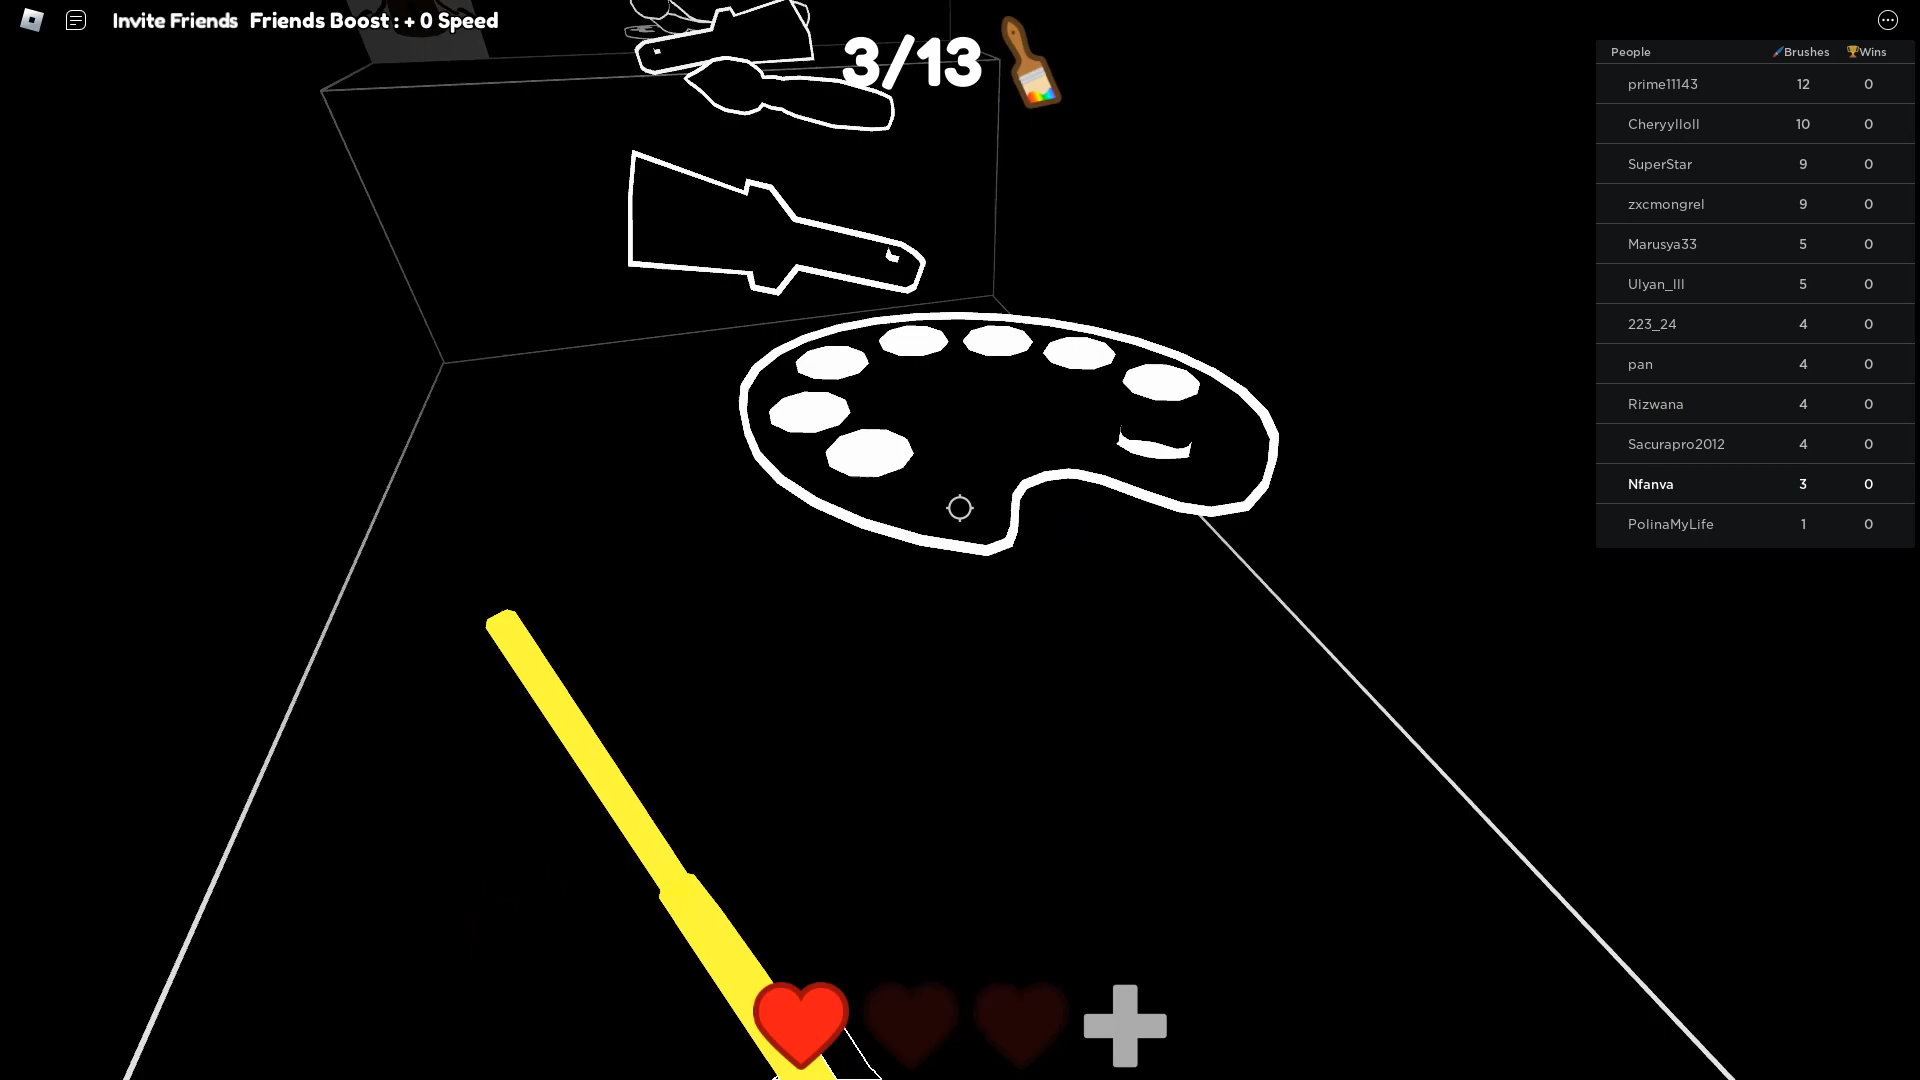 Invite Friends Friends Boost : + 0 Speed
3/13
People Brushes Wins
prime11143 12 0
Cheryylloll 10 0
SuperStar 9 0
zxcmongrel 9 0
Marusya33 5 0
Ulyan_lll 5 0
223_24 4 0
pan 4 0
Rizwana 4 0
Sacurapro2012 4 0
Nfanva 3 0
PolinaMyLife 1 0